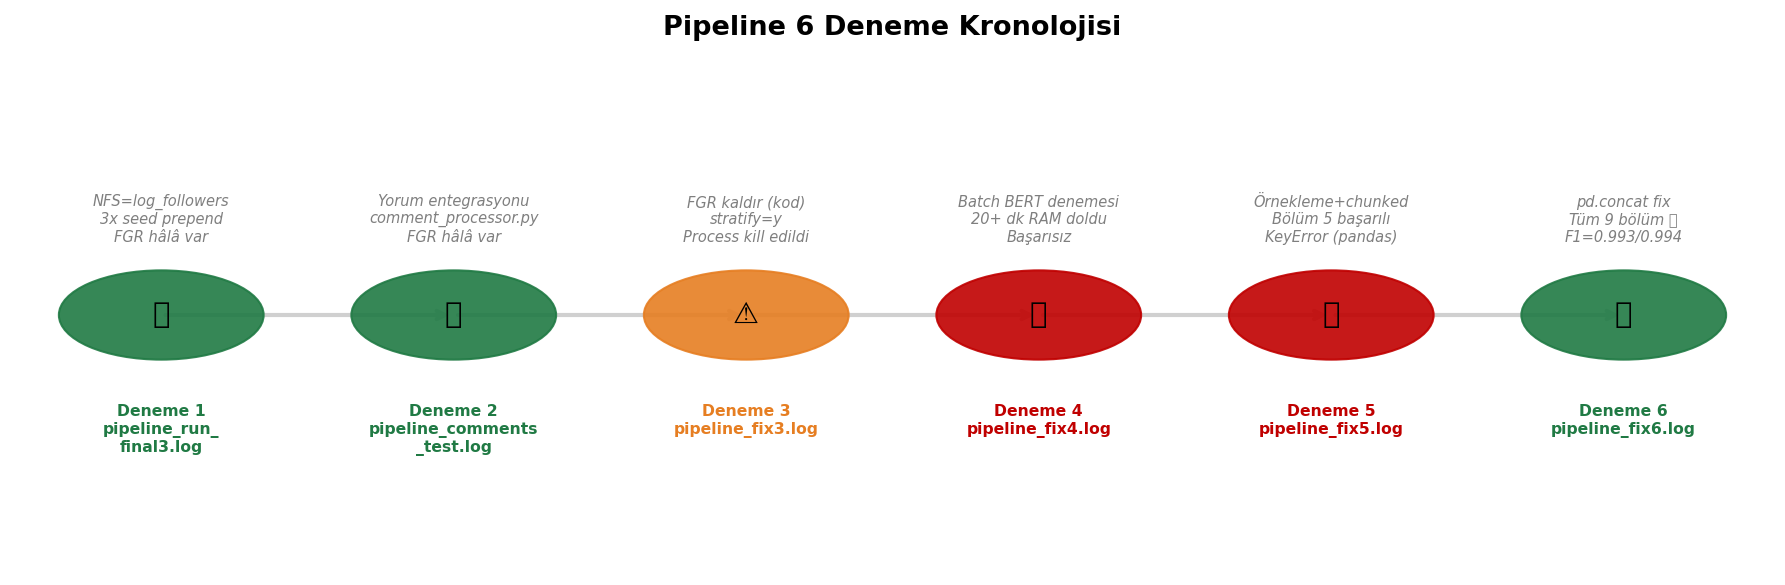 Pipeline 6 Deneme Kronolojisi
NFS=log_followers
3x seed prepend
FGR hâlâ var
Yorum entegrasyonu
comment_processor.py
FGR hâlâ var
FGR kaldır (kod)
stratify=y
Process kill edildi
Batch BERT denemesi
20+ dk RAM doldu
Başarısız
Örnekleme+chunked
Bölüm 5 başarılı
KeyError (pandas)
pd.concat fix
Tüm 9 bölüm
F1=0.993/0.994
⚠
Deneme 1
pipeline_run_
final3.log
Deneme 2
pipeline_comments
_test.log
Deneme 3
pipeline_fix3.log
Deneme 4
pipeline_fix4.log
Deneme 5
pipeline_fix5.log
Deneme 6
pipeline_fix6.log